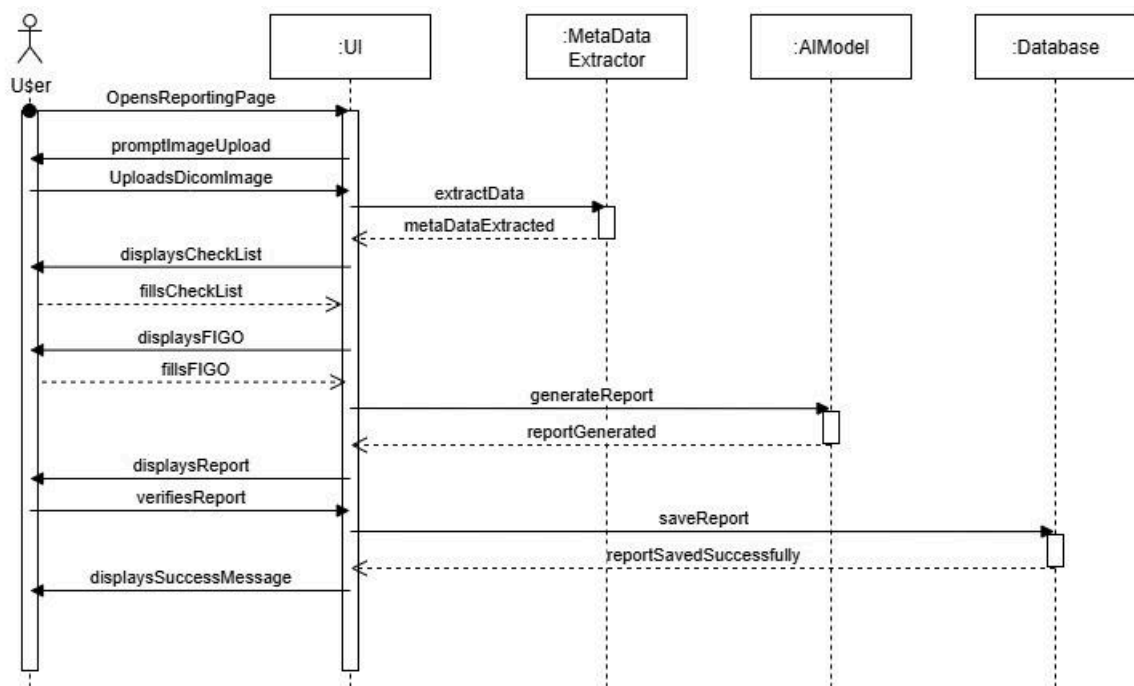 :UI
:MetaData
Extractor
:AIModel
:Database
User
OpensReportingPage
promptImageUpload
UploadsDicomImage
extractData
metaDataExtracted
displaysCheckList
fillsCheckList
displaysFIGO
fillsFIGO
generateReport
reportGenerated
displaysReport
verifiesReport
saveReport
reportSavedSuccessfully
displaysSuccessMessage